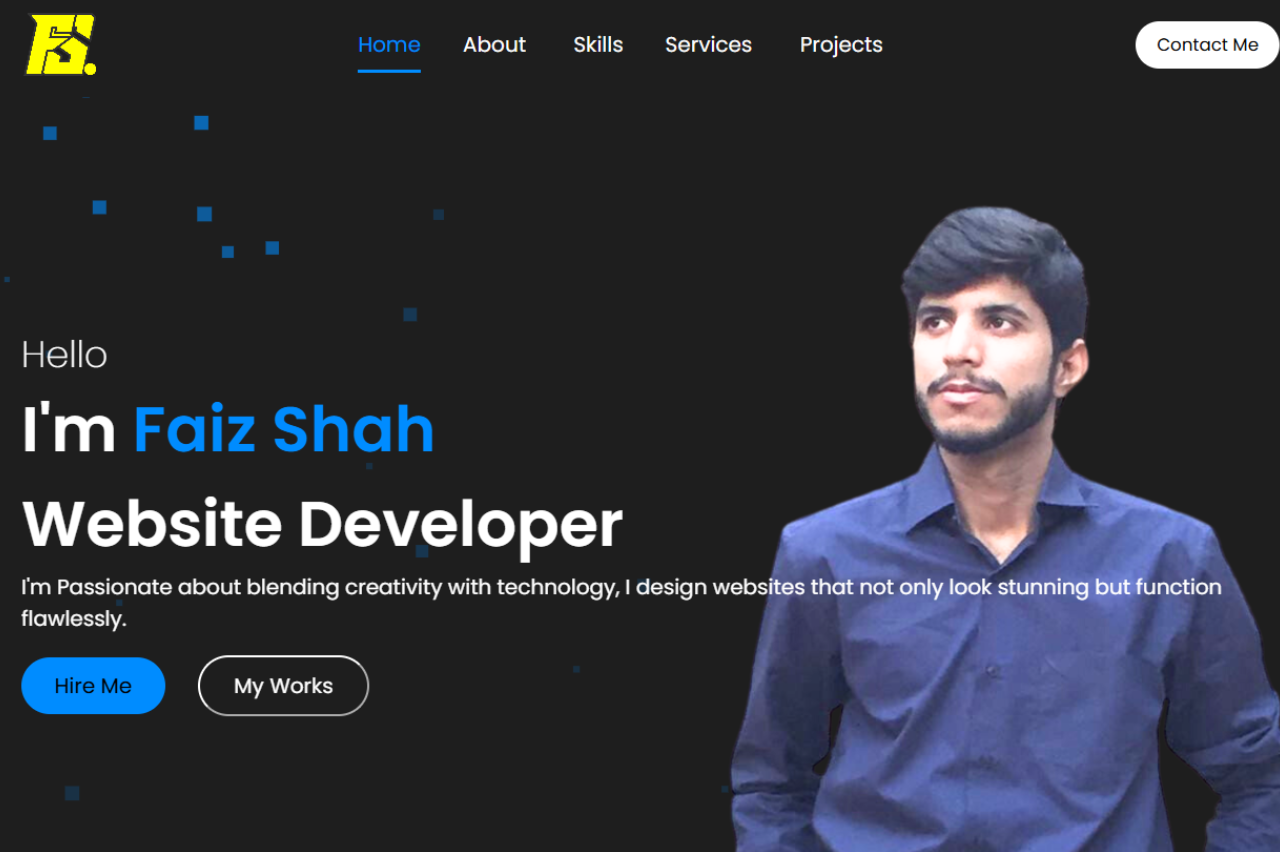 Home About Skills Services Projects Contact Me
Hello
I'm Faiz Shah
Website Developer
I'm Passionate about blending creativity with technology, I design websites that not only look stunning but function
flawlessly.
Hire Me My Works